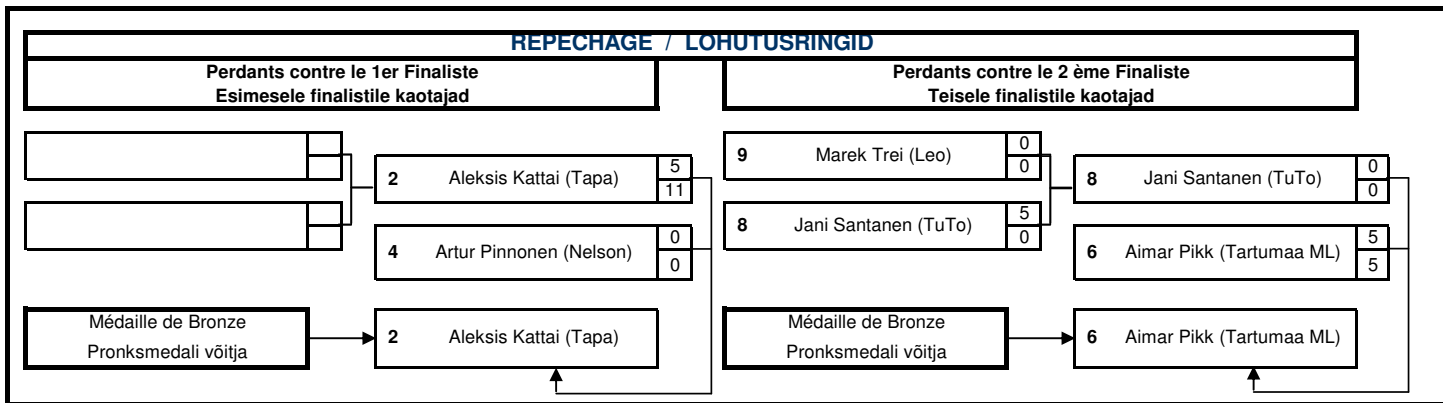 REPECHAGE / LOHUTUSRINGID
Perdants contre le 1er Finaliste
Esimesele finalistile kaotajad
Perdants contre le 2 ème Finaliste
Teisele finalistile kaotajad
2 Aleksis Kattai (Tapa) 5
11
4 Artur Pinnonen (Nelson) 0
0
Médaille de Bronze
Pronksmedali võitja
2 Aleksis Kattai (Tapa)
9 Marek Trei (Leo) 0
0
8 Jani Santanen (TuTo) 5
0
8 Jani Santanen (TuTo) 0
0
6 Aimar Pikk (Tartumaa ML) 5
5
Médaille de Bronze
Pronksmedali võitja
6 Aimar Pikk (Tartumaa ML)